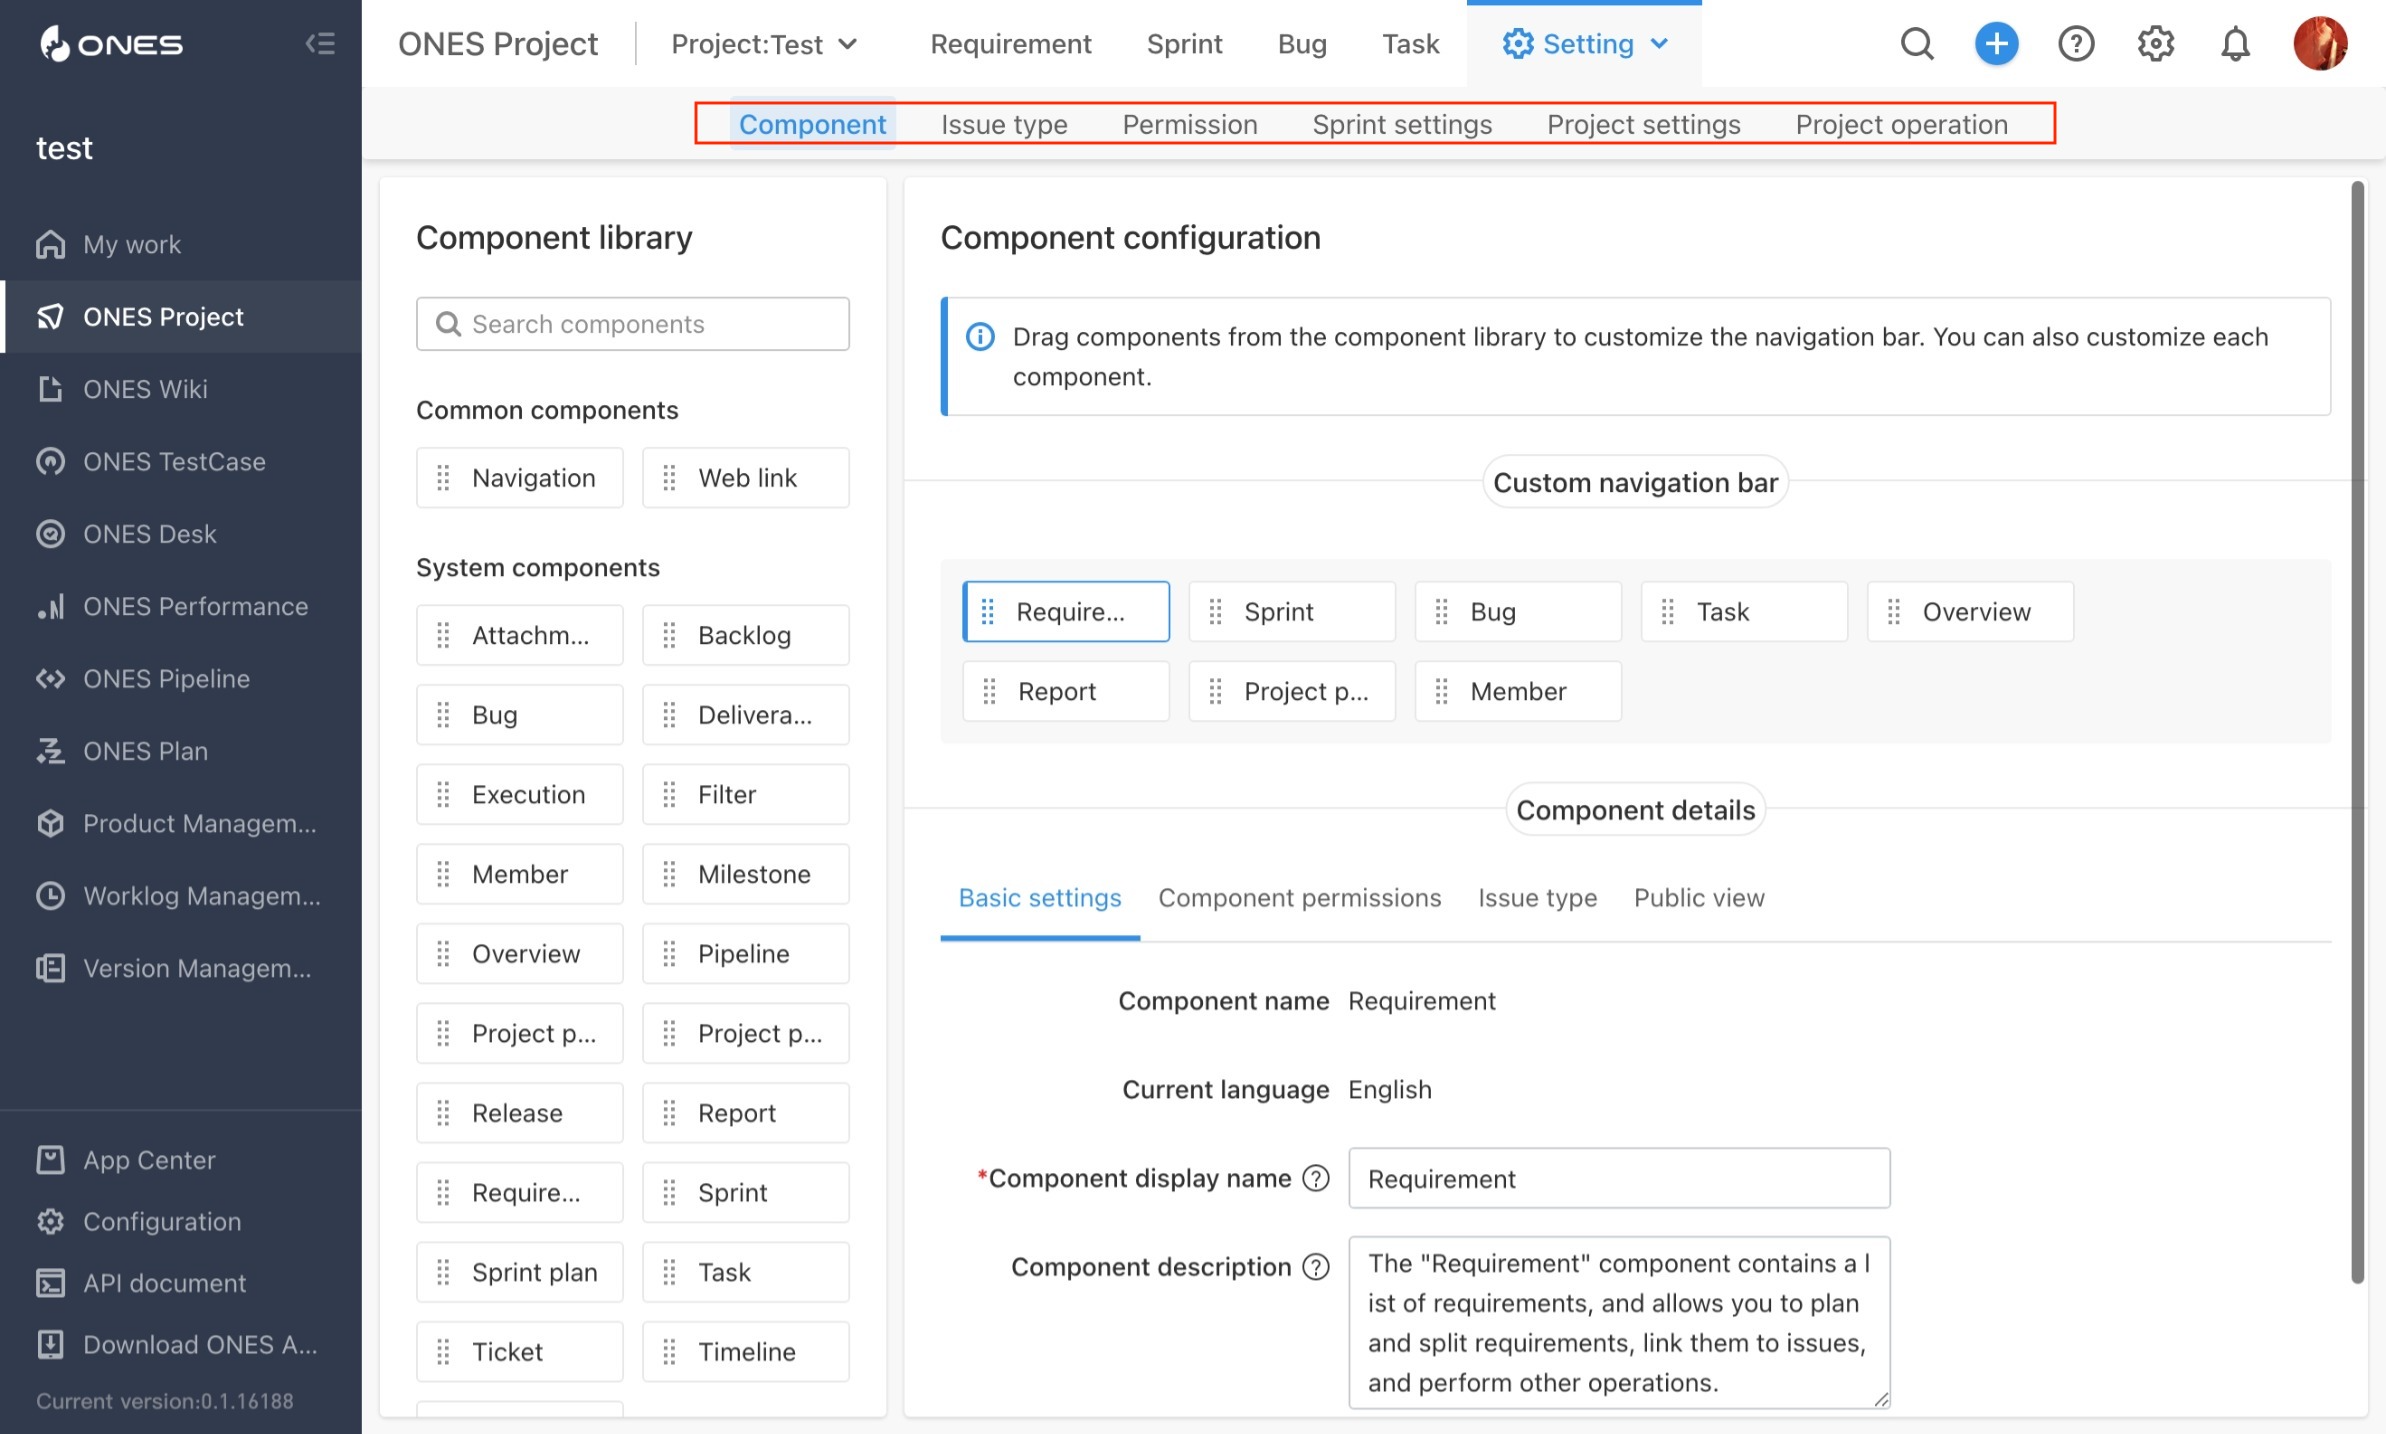 ONES
test
My work
ONES Project
ONES Wiki
ONES TestCase
ONES Desk
ONES Performance
ONES Pipeline
ONES Plan
Product Managem...
Worklog Managem...
Version Managem...
App Center
Configuration
API document
Download ONES A...
Current version:0.1.16188
ONES Project
Project:Test
Requirement
Sprint
Bug
Task
Setting
Component
Issue type
Permission
Sprint settings
Project settings
Project operation
Component library
Search components
Common components
Navigation
Web link
System components
Attachm...
Backlog
Bug
Delivera...
Execution
Filter
Member
Milestone
Overview
Pipeline
Project p...
Project p...
Release
Report
Require...
Sprint
Sprint plan
Task
Ticket
Timeline
Component configuration
Drag components from the component library to customize the navigation bar. You can also customize each
component.
Custom navigation bar
Require...
Sprint
Bug
Task
Overview
Report
Project p...
Member
Component details
Basic settings
Component permissions
Issue type
Public view
Component name Requirement
Current language English
*Component display name Requirement
Component description
The "Requirement" component contains a l
ist of requirements, and allows you to plan
and split requirements, link them to issues,
and perform other operations.